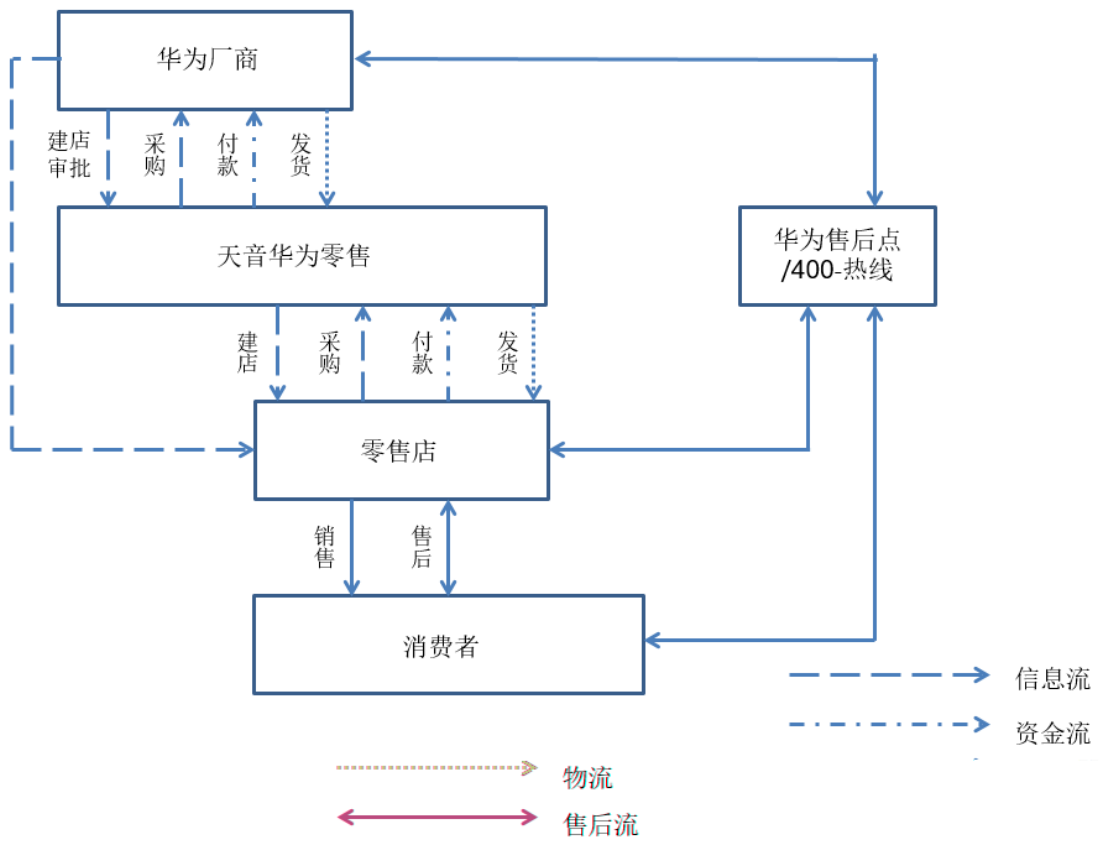 华为厂商
建店
审批
采购
付款
发货
天音华为零售
华为售后点
/400-热线
建店
采购
付款
发货
零售店
销售
售后
消费者
信息流
资金流
物流
售后流